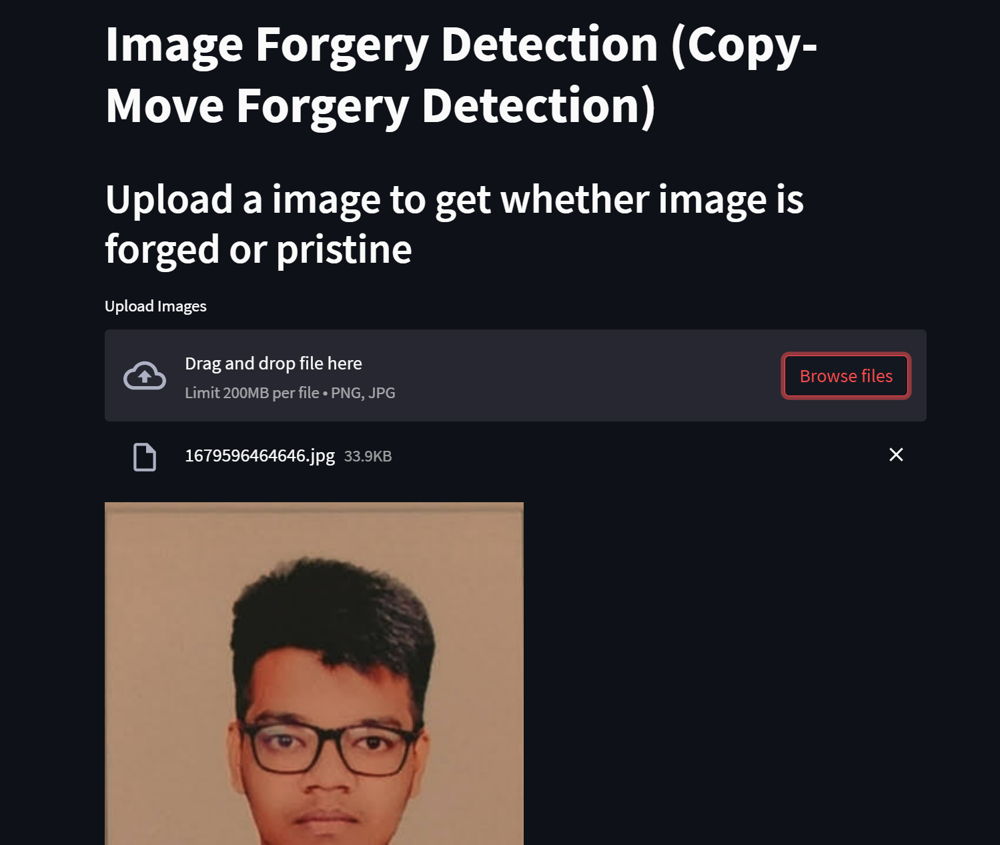 Image Forgery Detection (Copy-
Move Forgery Detection)
Upload a image to get whether image is
forged or pristine
Upload Images
Drag and drop file here
Limit 200MB per file • PNG, JPG
Browse files
1679596464646.jpg 33.9KB